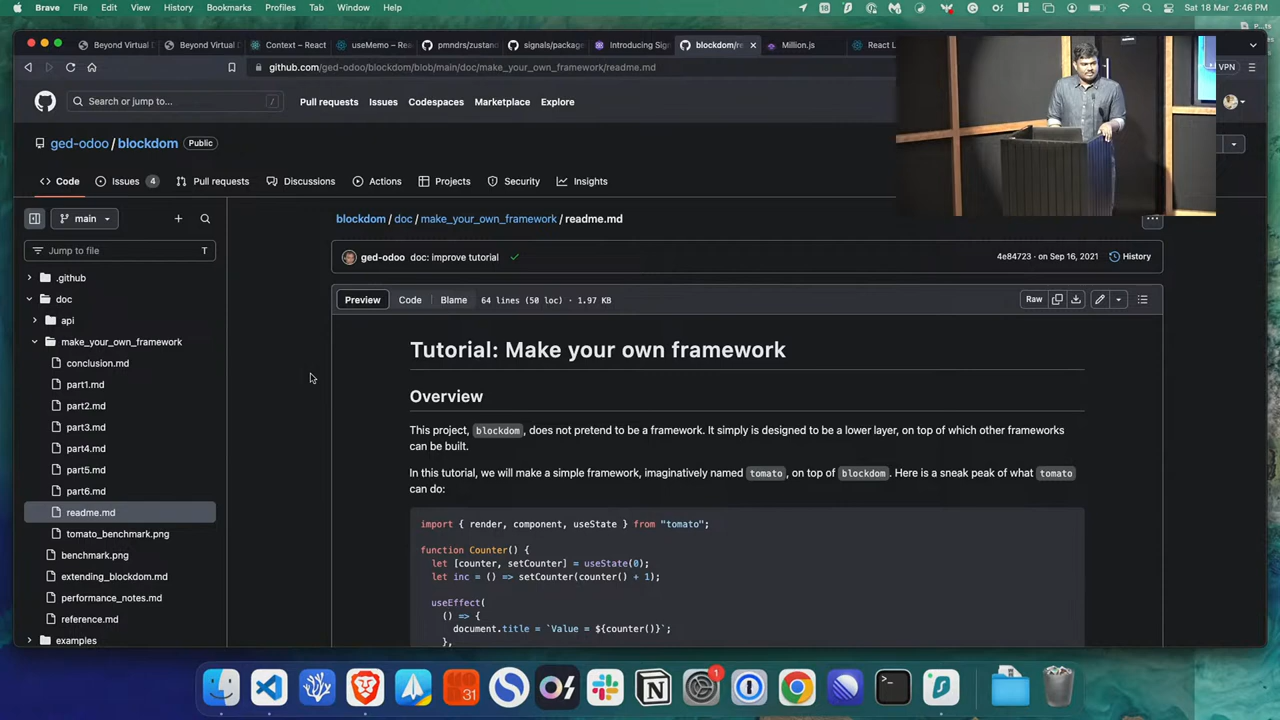 Brave File Edit View History Bookmarks Profiles Tab Window Help
Sat 18 Mar 2:46 PM
Beyond Virtual D
Beyond Virtual D
Context – React
useMemo – Rea
pmndrs/zustand
signals/package
Introducing Sign
blockdom/re
Million.js
React L
github.com/ged-odoo/blockdom/blob/main/doc/make_your_own_framework/readme.md
VPN
Search or jump to...
/
Pull requests
Issues
Codespaces
Marketplace
Explore
ged-odoo / blockdom
Public
Code
Issues 4
Pull requests
Discussions
Actions
Projects
Security
Insights
main
Jump to file
T
.github
doc
api
make_your_own_framework
conclusion.md
part1.md
part2.md
part3.md
part4.md
part5.md
part6.md
readme.md
tomato_benchmark.png
benchmark.png
extending_blockdom.md
performance_notes.md
reference.md
examples
blockdom / doc / make_your_own_framework / readme.md
ged-odoo doc: improve tutorial
4e84723 · on Sep 16, 2021
History
Preview
Code
Blame
64 lines (50 loc) · 1.97 KB
Raw
Tutorial: Make your own framework
Overview
This project, blockdom, does not pretend to be a framework. It simply is designed to be a lower layer, on top of which other frameworks
can be built.
In this tutorial, we will make a simple framework, imaginatively named tomato, on top of blockdom. Here is a sneak peak of what tomato
can do:
import { render, component, useState } from "tomato";
function Counter() {
let [counter, setCounter] = useState(0);
let inc = () => setCounter(counter() + 1);
useEffect(
() => {
document.title = `Value = ${counter()}`;
},
31
1